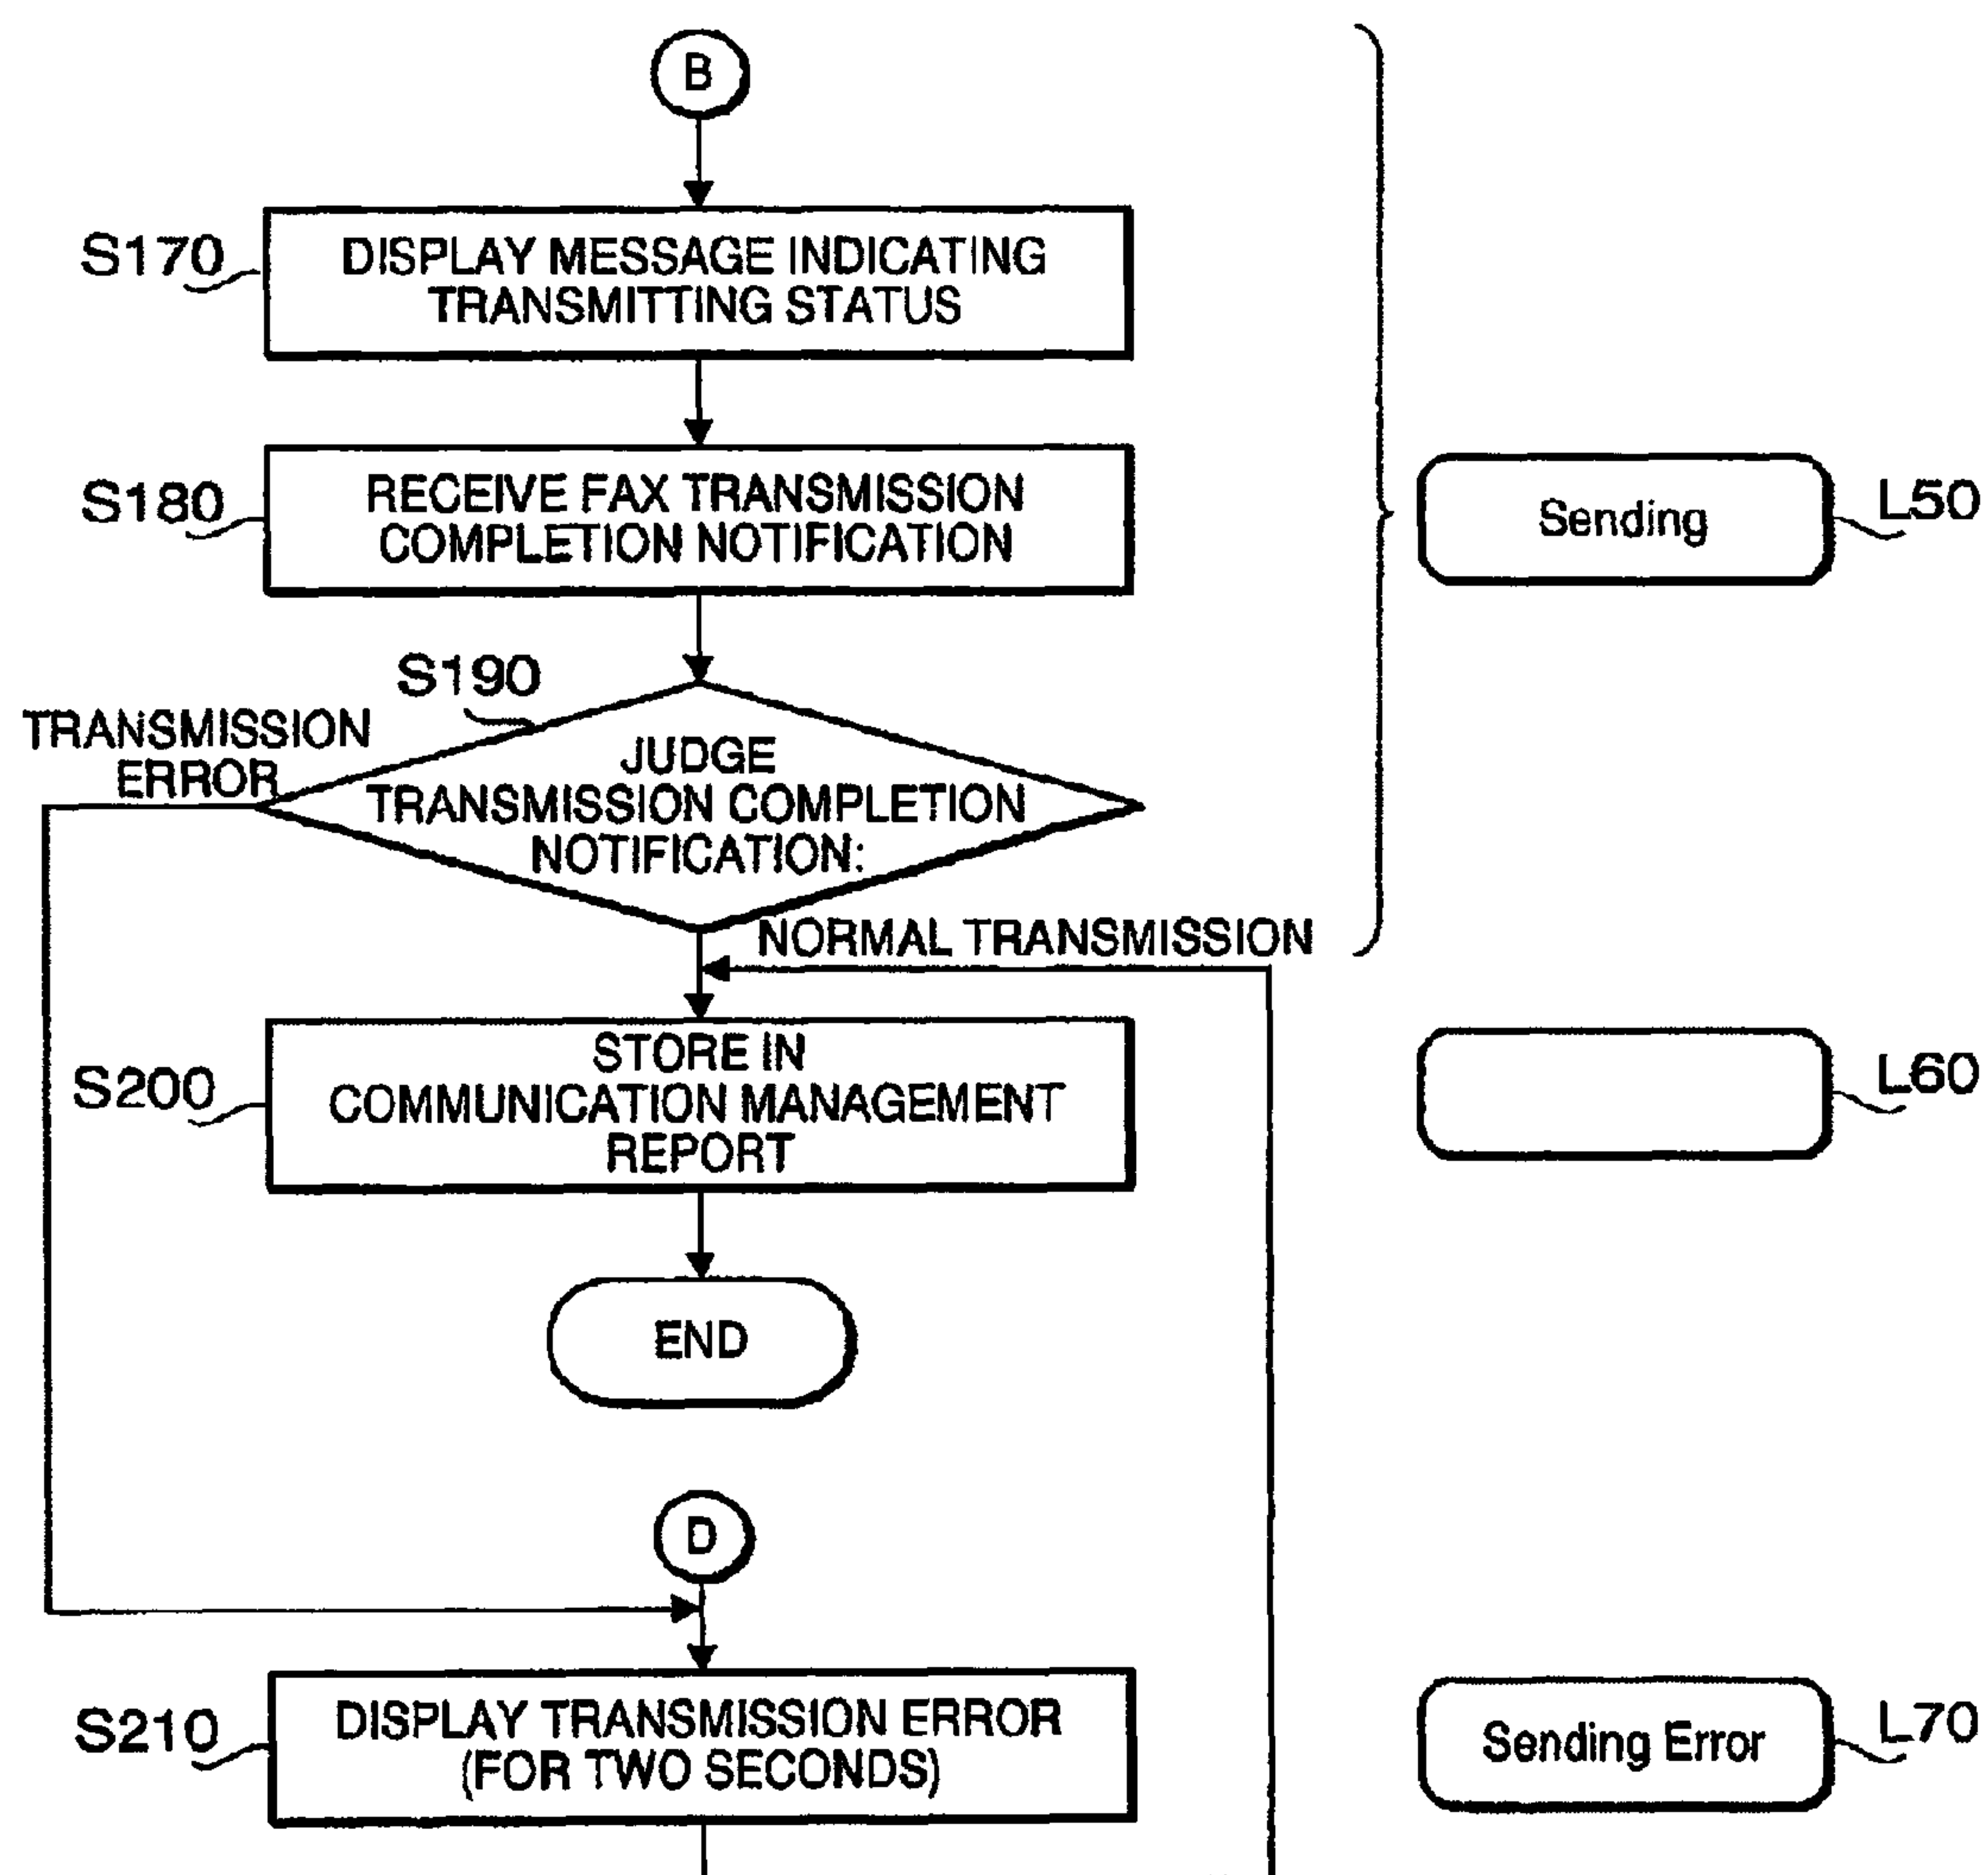 B
S170
DISPLAY MESSAGE INDICATING
TRANSMITTING STATUS
S180
RECEIVE FAX TRANSMISSION
COMPLETION NOTIFICATION
Sending
L50
S190
TRANSMISSION
ERROR
JUDGE
TRANSMISSION COMPLETION
NOTIFICATION:
NORMAL TRANSMISSION
S200
STORE IN
COMMUNICATION MANAGEMENT
REPORT
L60
END
D
S210
DISPLAY TRANSMISSION ERROR
(FOR TWO SECONDS)
Sending Error
L70